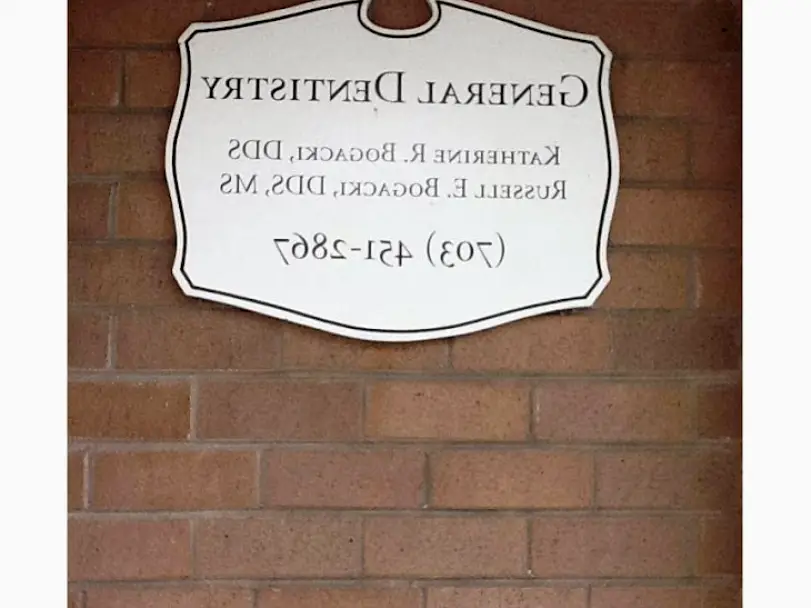 General Dentistry
Katherine R. Bogacki, DDS
Russell E. Bogacki, DDS, MS
(703) 451-2867